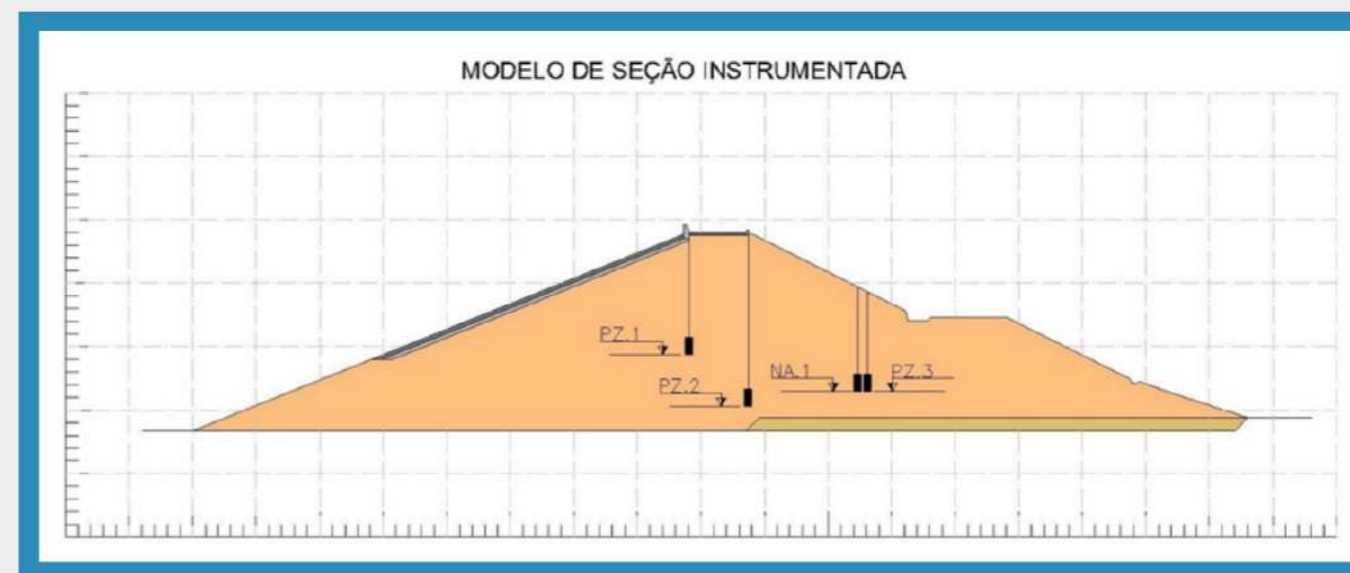 MODELO DE SEÇÃO INSTRUMENTADA
PZ.1
PZ.2
NA.1
PZ.3